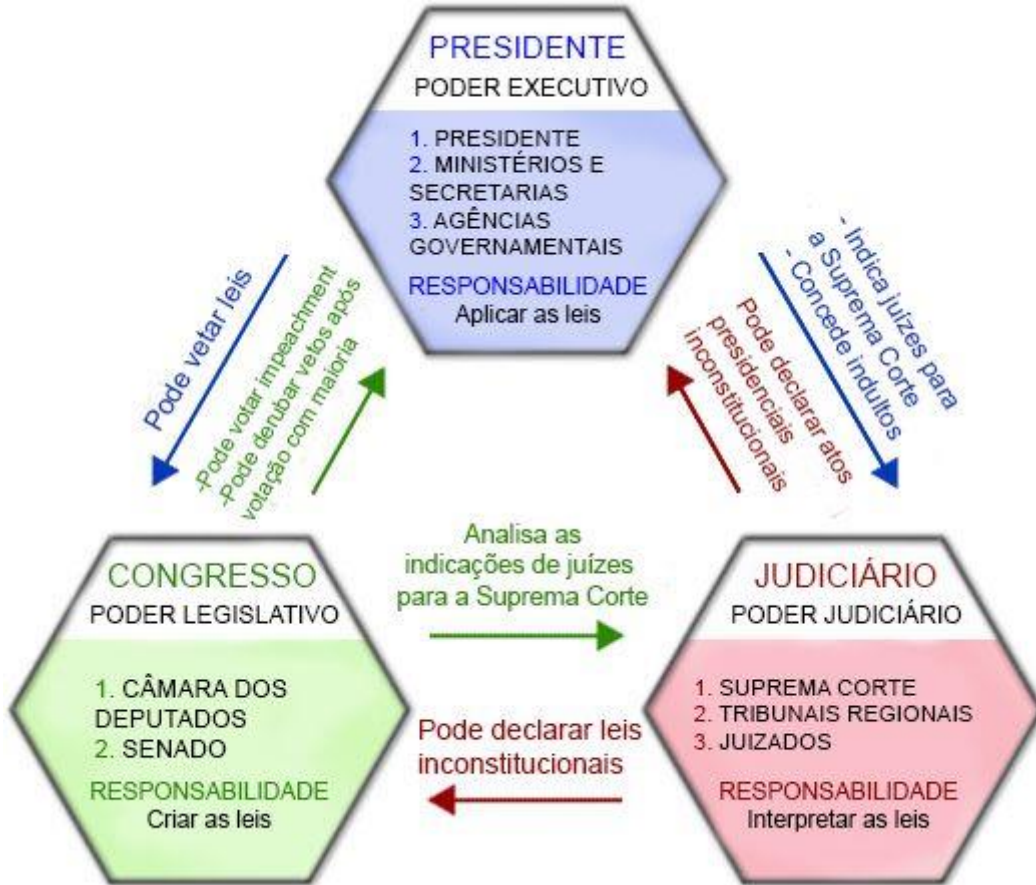 PRESIDENTE
PODER EXECUTIVO
1. PRESIDENTE
2. MINISTÉRIOS E
SECRETARIAS
3. AGÊNCIAS
GOVERNAMENTAIS
RESPONSABILIDADE
Aplicar as leis
Pode vetar leis
-Pode votar impeachment
-Pode derubar vetos após
votação com maioria
Pode declarar atos
presidenciais
inconstitucionais
- Indica juízes para
a Suprema Corte
- Concede indultos
Analisa as
indicações de juízes
para a Suprema Corte
Pode declarar leis
inconstitucionais
CONGRESSO
PODER LEGISLATIVO
1. CÂMARA DOS
DEPUTADOS
2. SENADO
RESPONSABILIDADE
Criar as leis
JUDICIÁRIO
PODER JUDICIÁRIO
1. SUPREMA CORTE
2. TRIBUNAIS REGIONAIS
3. JUIZADOS
RESPONSABILIDADE
Interpretar as leis